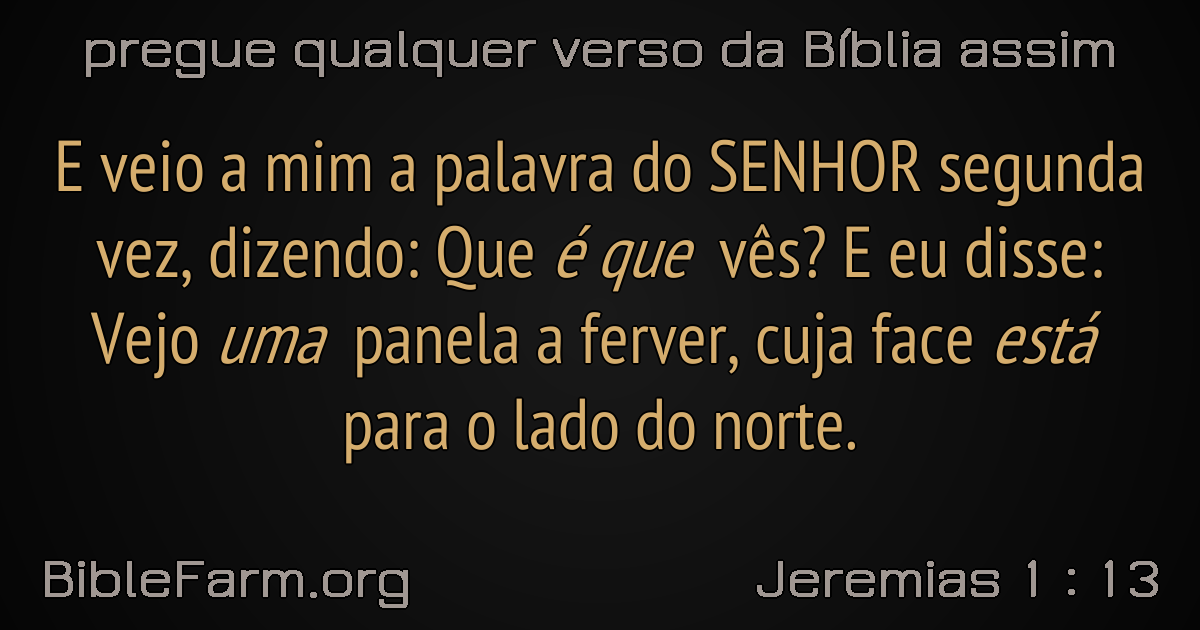 pregue qualquer verso da Bíblia assim
E veio a mim a palavra do SENHOR segunda
vez, dizendo: Que é que vês? E eu disse:
Vejo uma panela a ferver, cuja face está
para o lado do norte.
BibleFarm.org
Jeremias 1 : 13